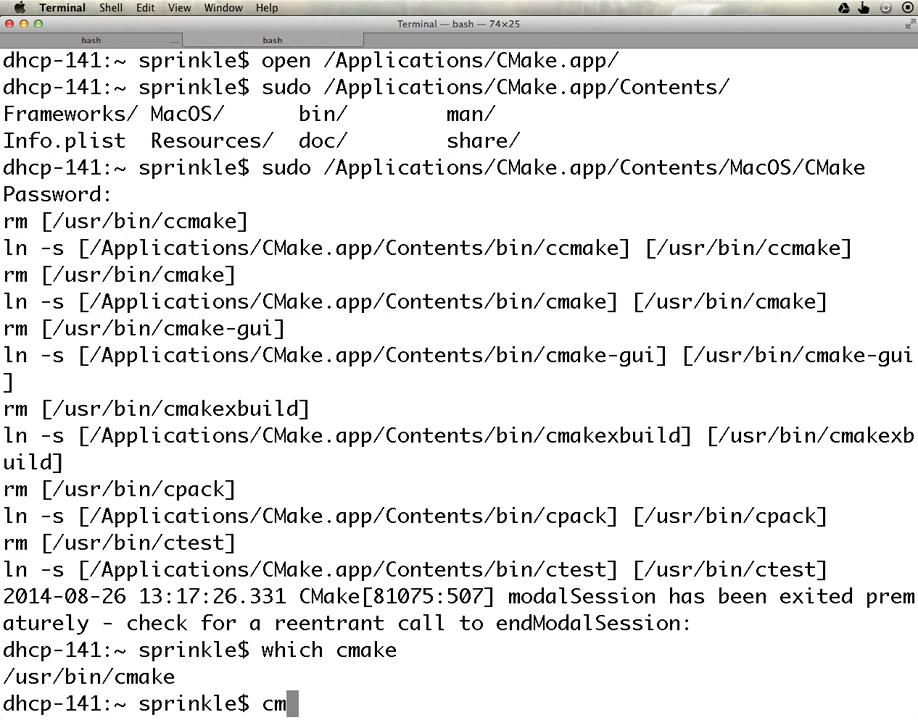 Terminal Shell Edit View Window Help
Terminal — bash — 74×25
bash ... bash
dhcp-141:~ sprinkle$ open /Applications/CMake.app/
dhcp-141:~ sprinkle$ sudo /Applications/CMake.app/Contents/
Frameworks/ MacOS/ bin/ man/
Info.plist Resources/ doc/ share/
dhcp-141:~ sprinkle$ sudo /Applications/CMake.app/Contents/MacOS/CMake
Password:
rm [/usr/bin/ccmake]
ln -s [/Applications/CMake.app/Contents/bin/ccmake] [/usr/bin/ccmake]
rm [/usr/bin/cmake]
ln -s [/Applications/CMake.app/Contents/bin/cmake] [/usr/bin/cmake]
rm [/usr/bin/cmake-gui]
ln -s [/Applications/CMake.app/Contents/bin/cmake-gui] [/usr/bin/cmake-gui
]
rm [/usr/bin/cmakexbuild]
ln -s [/Applications/CMake.app/Contents/bin/cmakexbuild] [/usr/bin/cmakexb
uild]
rm [/usr/bin/cpack]
ln -s [/Applications/CMake.app/Contents/bin/cpack] [/usr/bin/cpack]
rm [/usr/bin/ctest]
ln -s [/Applications/CMake.app/Contents/bin/ctest] [/usr/bin/ctest]
2014-08-26 13:17:26.331 CMake[81075:507] modalSession has been exited prem
aturely - check for a reentrant call to endModalSession:
dhcp-141:~ sprinkle$ which cmake
/usr/bin/cmake
dhcp-141:~ sprinkle$ cm